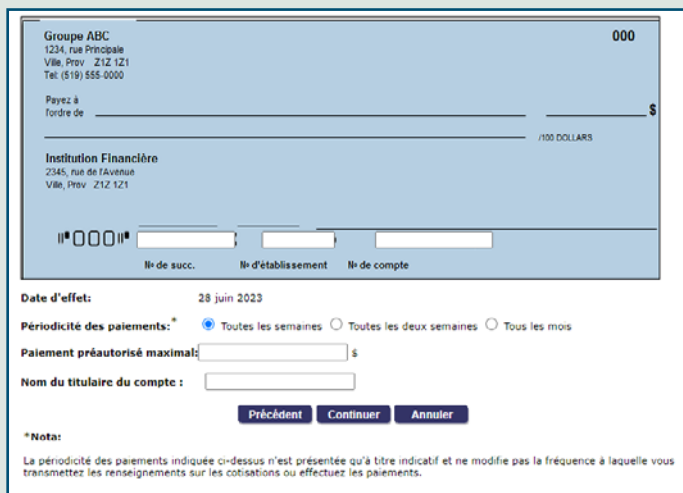 Groupe ABC 000
1234, rue Principale
Ville, Prov Z1Z 1Z1
Tel: (519) 555-0000
Payez à
l'ordre de $
/100 DOLLARS
Institution Financière
2345, rue de l'Avenue
Ville, Prov Z1Z 1Z1
⑈000⑈
Nº de succ. Nº d'établissement Nº de compte
Date d'effet: 28 juin 2023
Périodicité des paiements:* Toutes les semaines Toutes les deux semaines Tous les mois
Paiement préautorisé maximal: $
Nom du titulaire du compte :
Précédent Continuer Annuler
*Nota:
La périodicité des paiements indiquée ci-dessus n'est présentée qu'à titre indicatif et ne modifie pas la fréquence à laquelle vous
transmettez les renseignements sur les cotisations ou effectuez les paiements.